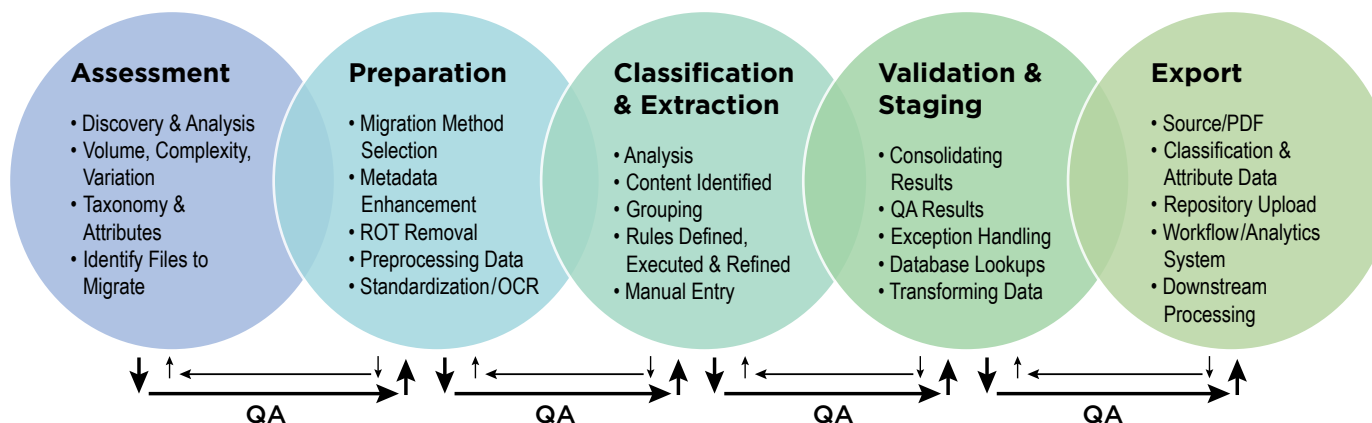 Assessment
• Discovery & Analysis
• Volume, Complexity,
Variation
• Taxonomy &
Attributes
• Identify Files to
Migrate
Preparation
• Migration Method
Selection
• Metadata
Enhancement
• ROT Removal
• Preprocessing Data
• Standardization/OCR
Classification
& Extraction
• Analysis
• Content Identified
• Grouping
• Rules Defined,
Executed & Refined
• Manual Entry
Validation &
Staging
• Consolidating
Results
• QA Results
• Exception Handling
• Database Lookups
• Transforming Data
Export
• Source/PDF
• Classification &
Attribute Data
• Repository Upload
• Workflow/Analytics
System
• Downstream
Processing
QA
QA
QA
QA